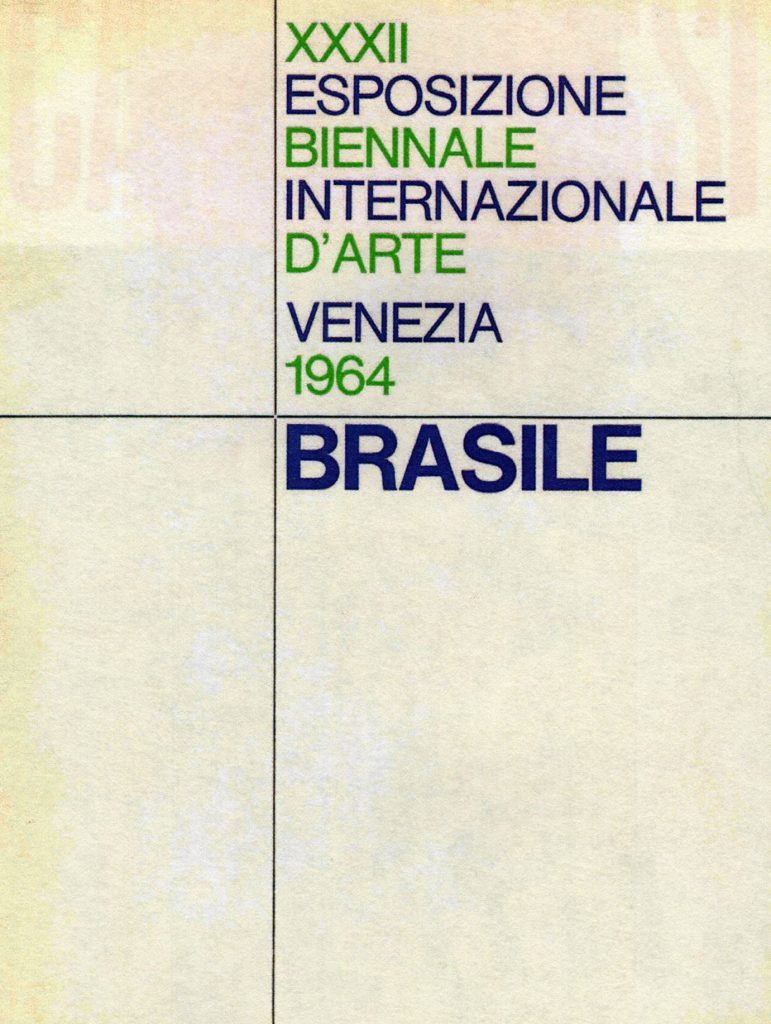 XXXII
ESPOSIZIONE
BIENNALE
INTERNAZIONALE
D'ARTE
VENEZIA
1964
BRASILE